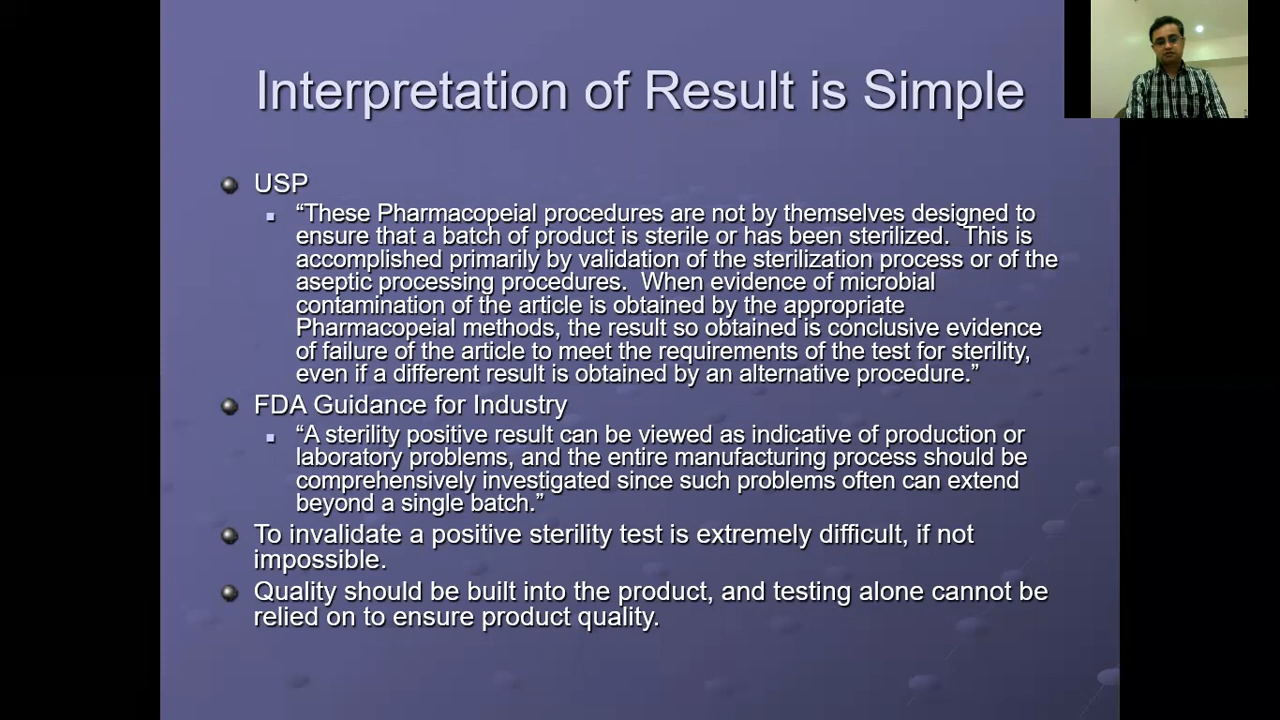 Interpretation of Result is Simple
USP
“These Pharmacopeial procedures are not by themselves designed to
ensure that a batch of product is sterile or has been sterilized.  This is
accomplished primarily by validation of the sterilization process or of the
aseptic processing procedures.  When evidence of microbial
contamination of the article is obtained by the appropriate
Pharmacopeial methods, the result so obtained is conclusive evidence
of failure of the article to meet the requirements of the test for sterility,
even if a different result is obtained by an alternative procedure.”
FDA Guidance for Industry
“A sterility positive result can be viewed as indicative of production or
laboratory problems, and the entire manufacturing process should be
comprehensively investigated since such problems often can extend
beyond a single batch.”
To invalidate a positive sterility test is extremely difficult, if not
impossible.
Quality should be built into the product, and testing alone cannot be
relied on to ensure product quality.